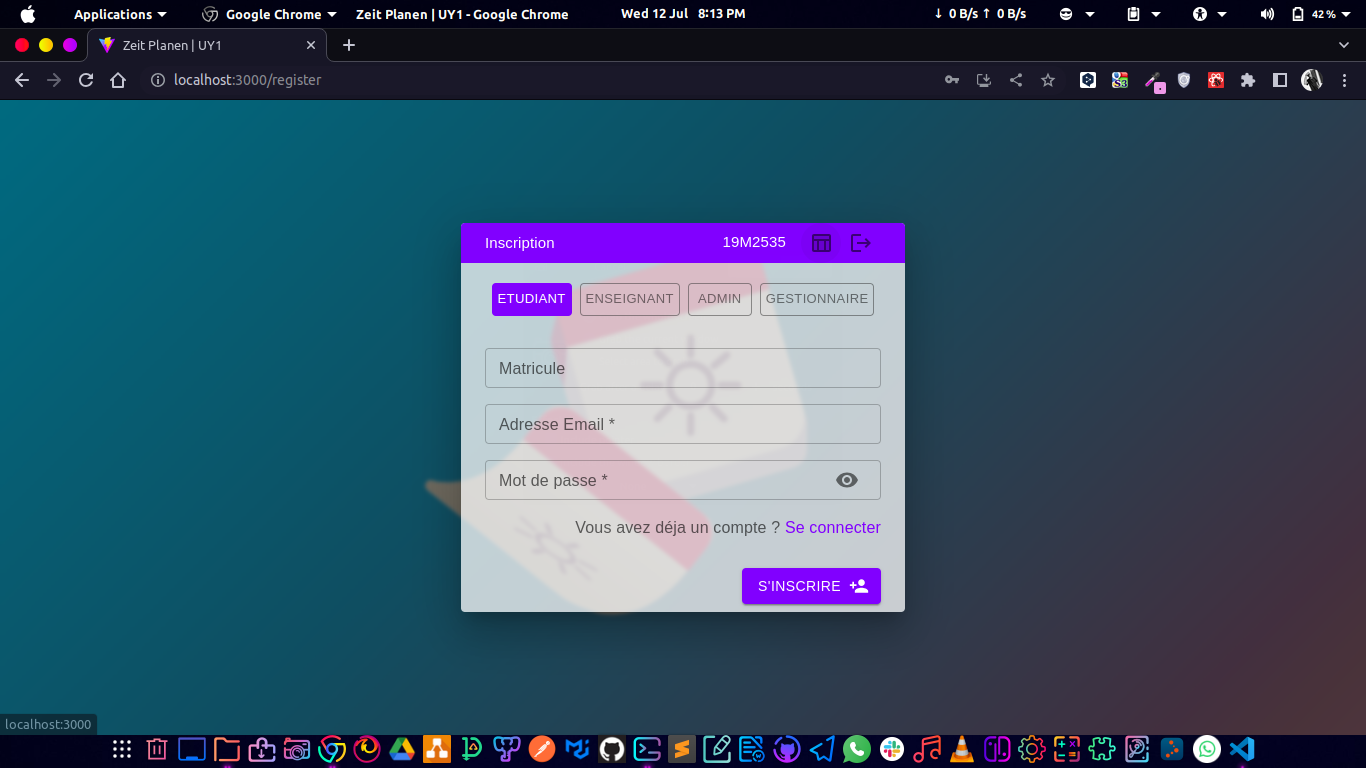 Applications Google Chrome Zeit Planen | UY1 - Google Chrome Wed 12 Jul 8:13 PM ↓ 0 B/s ↑ 0 B/s 42 %
Zeit Planen | UY1
localhost:3000/register
Inscription 19M2535
ETUDIANT ENSEIGNANT ADMIN GESTIONNAIRE
Matricule
Adresse Email *
Mot de passe *
Vous avez déja un compte ? Se connecter
S'INSCRIRE
localhost:3000